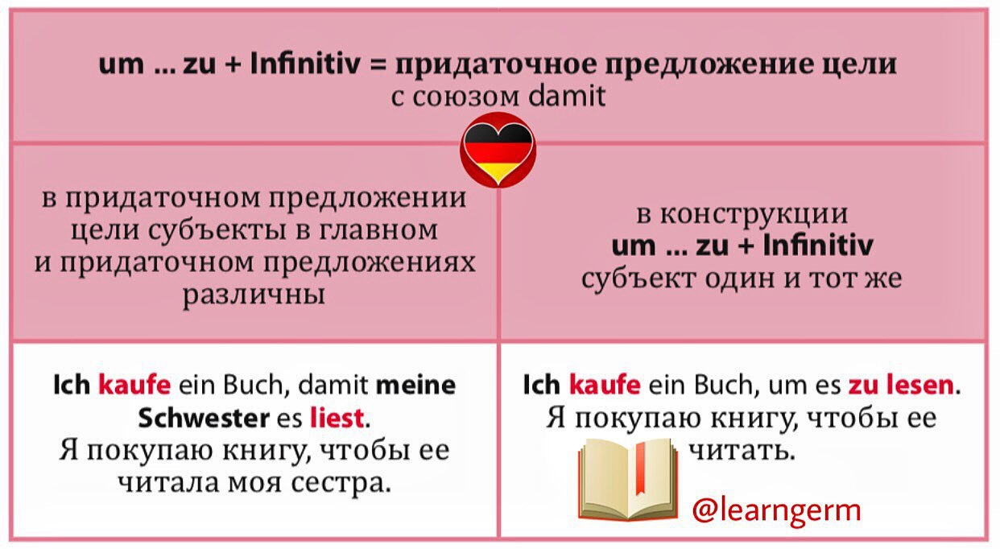 um ... zu + Infinitiv = придаточное предложение цели
с союзом damit
в придаточном предложении
цели субъекты в главном
и придаточном предложениях
различны
в конструкции
um ... zu + Infinitiv
субъект один и тот же
Ich kaufe ein Buch, damit meine
Schwester es liest.
Я покупаю книгу, чтобы ее
читала моя сестра.
Ich kaufe ein Buch, um es zu lesen.
Я покупаю книгу, чтобы ее
читать.
@learngerm